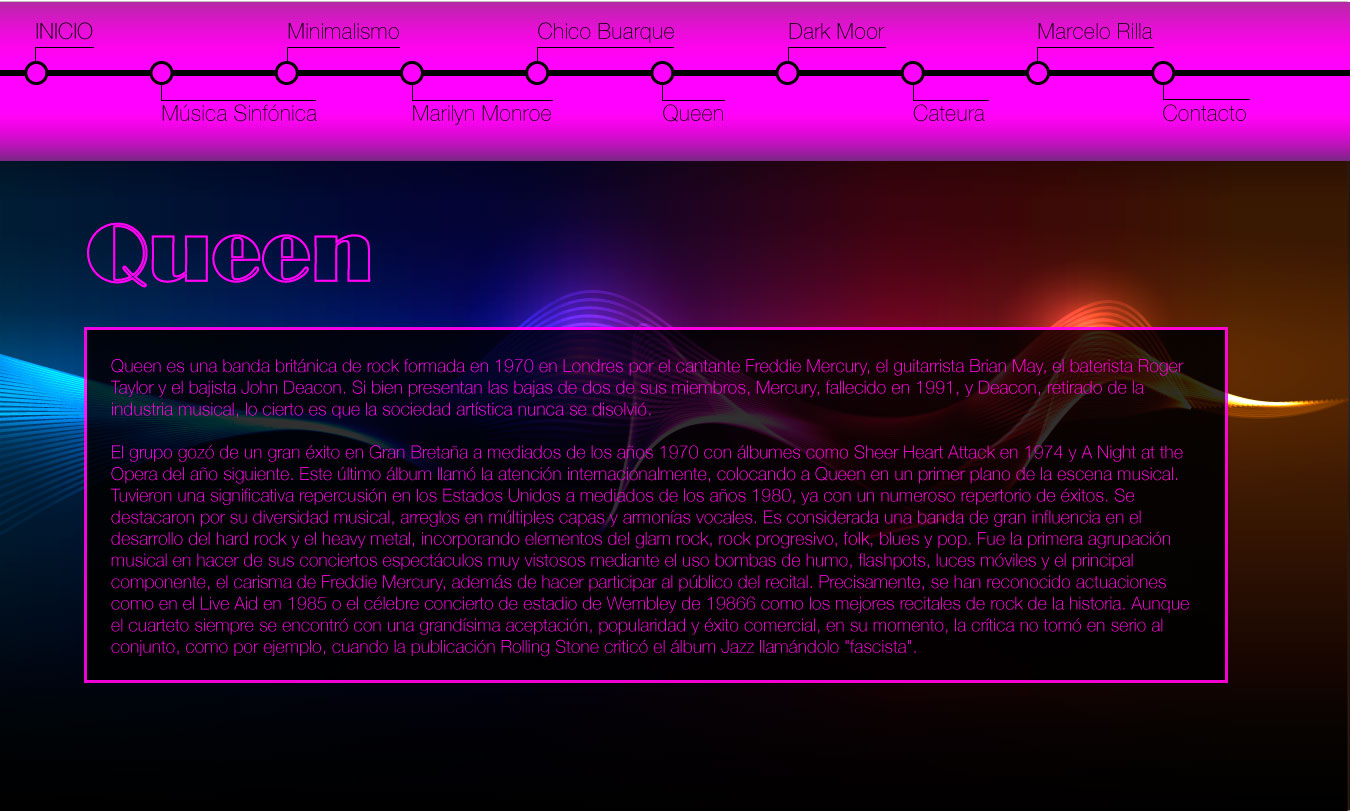 INICIO
Minimalismo
Chico Buarque
Dark Moor
Marcelo Rilla
Música Sinfónica
Marilyn Monroe
Queen
Cateura
Contacto
Queen
Queen es una banda británica de rock formada en 1970 en Londres por el cantante Freddie Mercury, el guitarrista Brian May, el baterista Roger
Taylor y el bajista John Deacon. Si bien presentan las bajas de dos de sus miembros, Mercury, fallecido en 1991, y Deacon, retirado de la
industria musical, lo cierto es que la sociedad artística nunca se disolvió.
El grupo gozó de un gran éxito en Gran Bretaña a mediados de los años 1970 con álbumes como Sheer Heart Attack en 1974 y A Night at the
Opera del año siguiente. Este último álbum llamó la atención internacionalmente, colocando a Queen en un primer plano de la escena musical.
Tuvieron una significativa repercusión en los Estados Unidos a mediados de los años 1980, ya con un numeroso repertorio de éxitos. Se
destacaron por su diversidad musical, arreglos en múltiples capas y armonías vocales. Es considerada una banda de gran influencia en el
desarrollo del hard rock y el heavy metal, incorporando elementos del glam rock, rock progresivo, folk, blues y pop. Fue la primera agrupación
musical en hacer de sus conciertos espectáculos muy vistosos mediante el uso bombas de humo, flashpots, luces móviles y el principal
componente, el carisma de Freddie Mercury, además de hacer participar al público del recital. Precisamente, se han reconocido actuaciones
como en el Live Aid en 1985 o el célebre concierto de estadio de Wembley de 19866 como los mejores recitales de rock de la historia. Aunque
el cuarteto siempre se encontró con una grandísima aceptación, popularidad y éxito comercial, en su momento, la crítica no tomó en serio al
conjunto, como por ejemplo, cuando la publicación Rolling Stone criticó el álbum Jazz llamándolo "fascista".